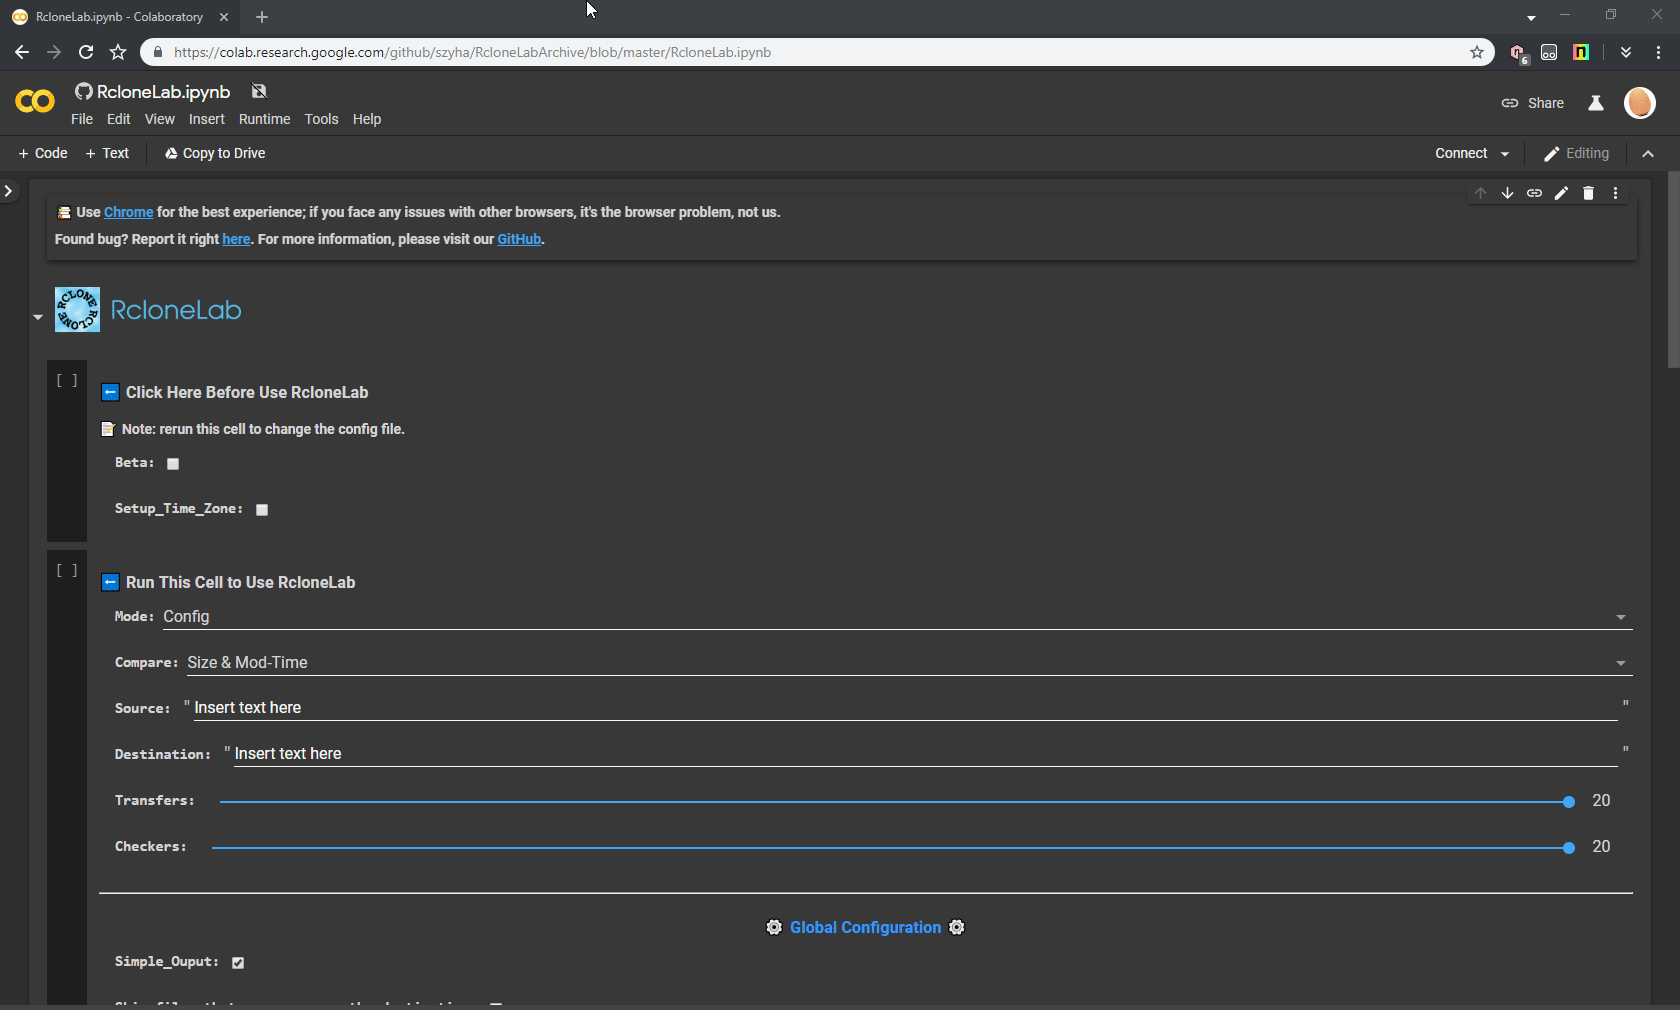 RcloneLab.ipynb - Colaboratory
https://colab.research.google.com/github/szyha/RcloneLabArchive/blob/master/RcloneLab.ipynb
6
RcloneLab.ipynb
File Edit View Insert Runtime Tools Help
Share
+ Code + Text Copy to Drive
Connect Editing
Use Chrome for the best experience; if you face any issues with other browsers, it's the browser problem, not us.
Found bug? Report it right here. For more information, please visit our GitHub.
RCLONE RCLONE
RcloneLab
[ ]
Click Here Before Use RcloneLab
Note: rerun this cell to change the config file.
Beta:
Setup_Time_Zone:
[ ]
Run This Cell to Use RcloneLab
Mode: Config
Compare: Size & Mod-Time
Source: " Insert text here "
Destination: " Insert text here "
Transfers: 20
Checkers: 20
Global Configuration
Simple_Ouput: